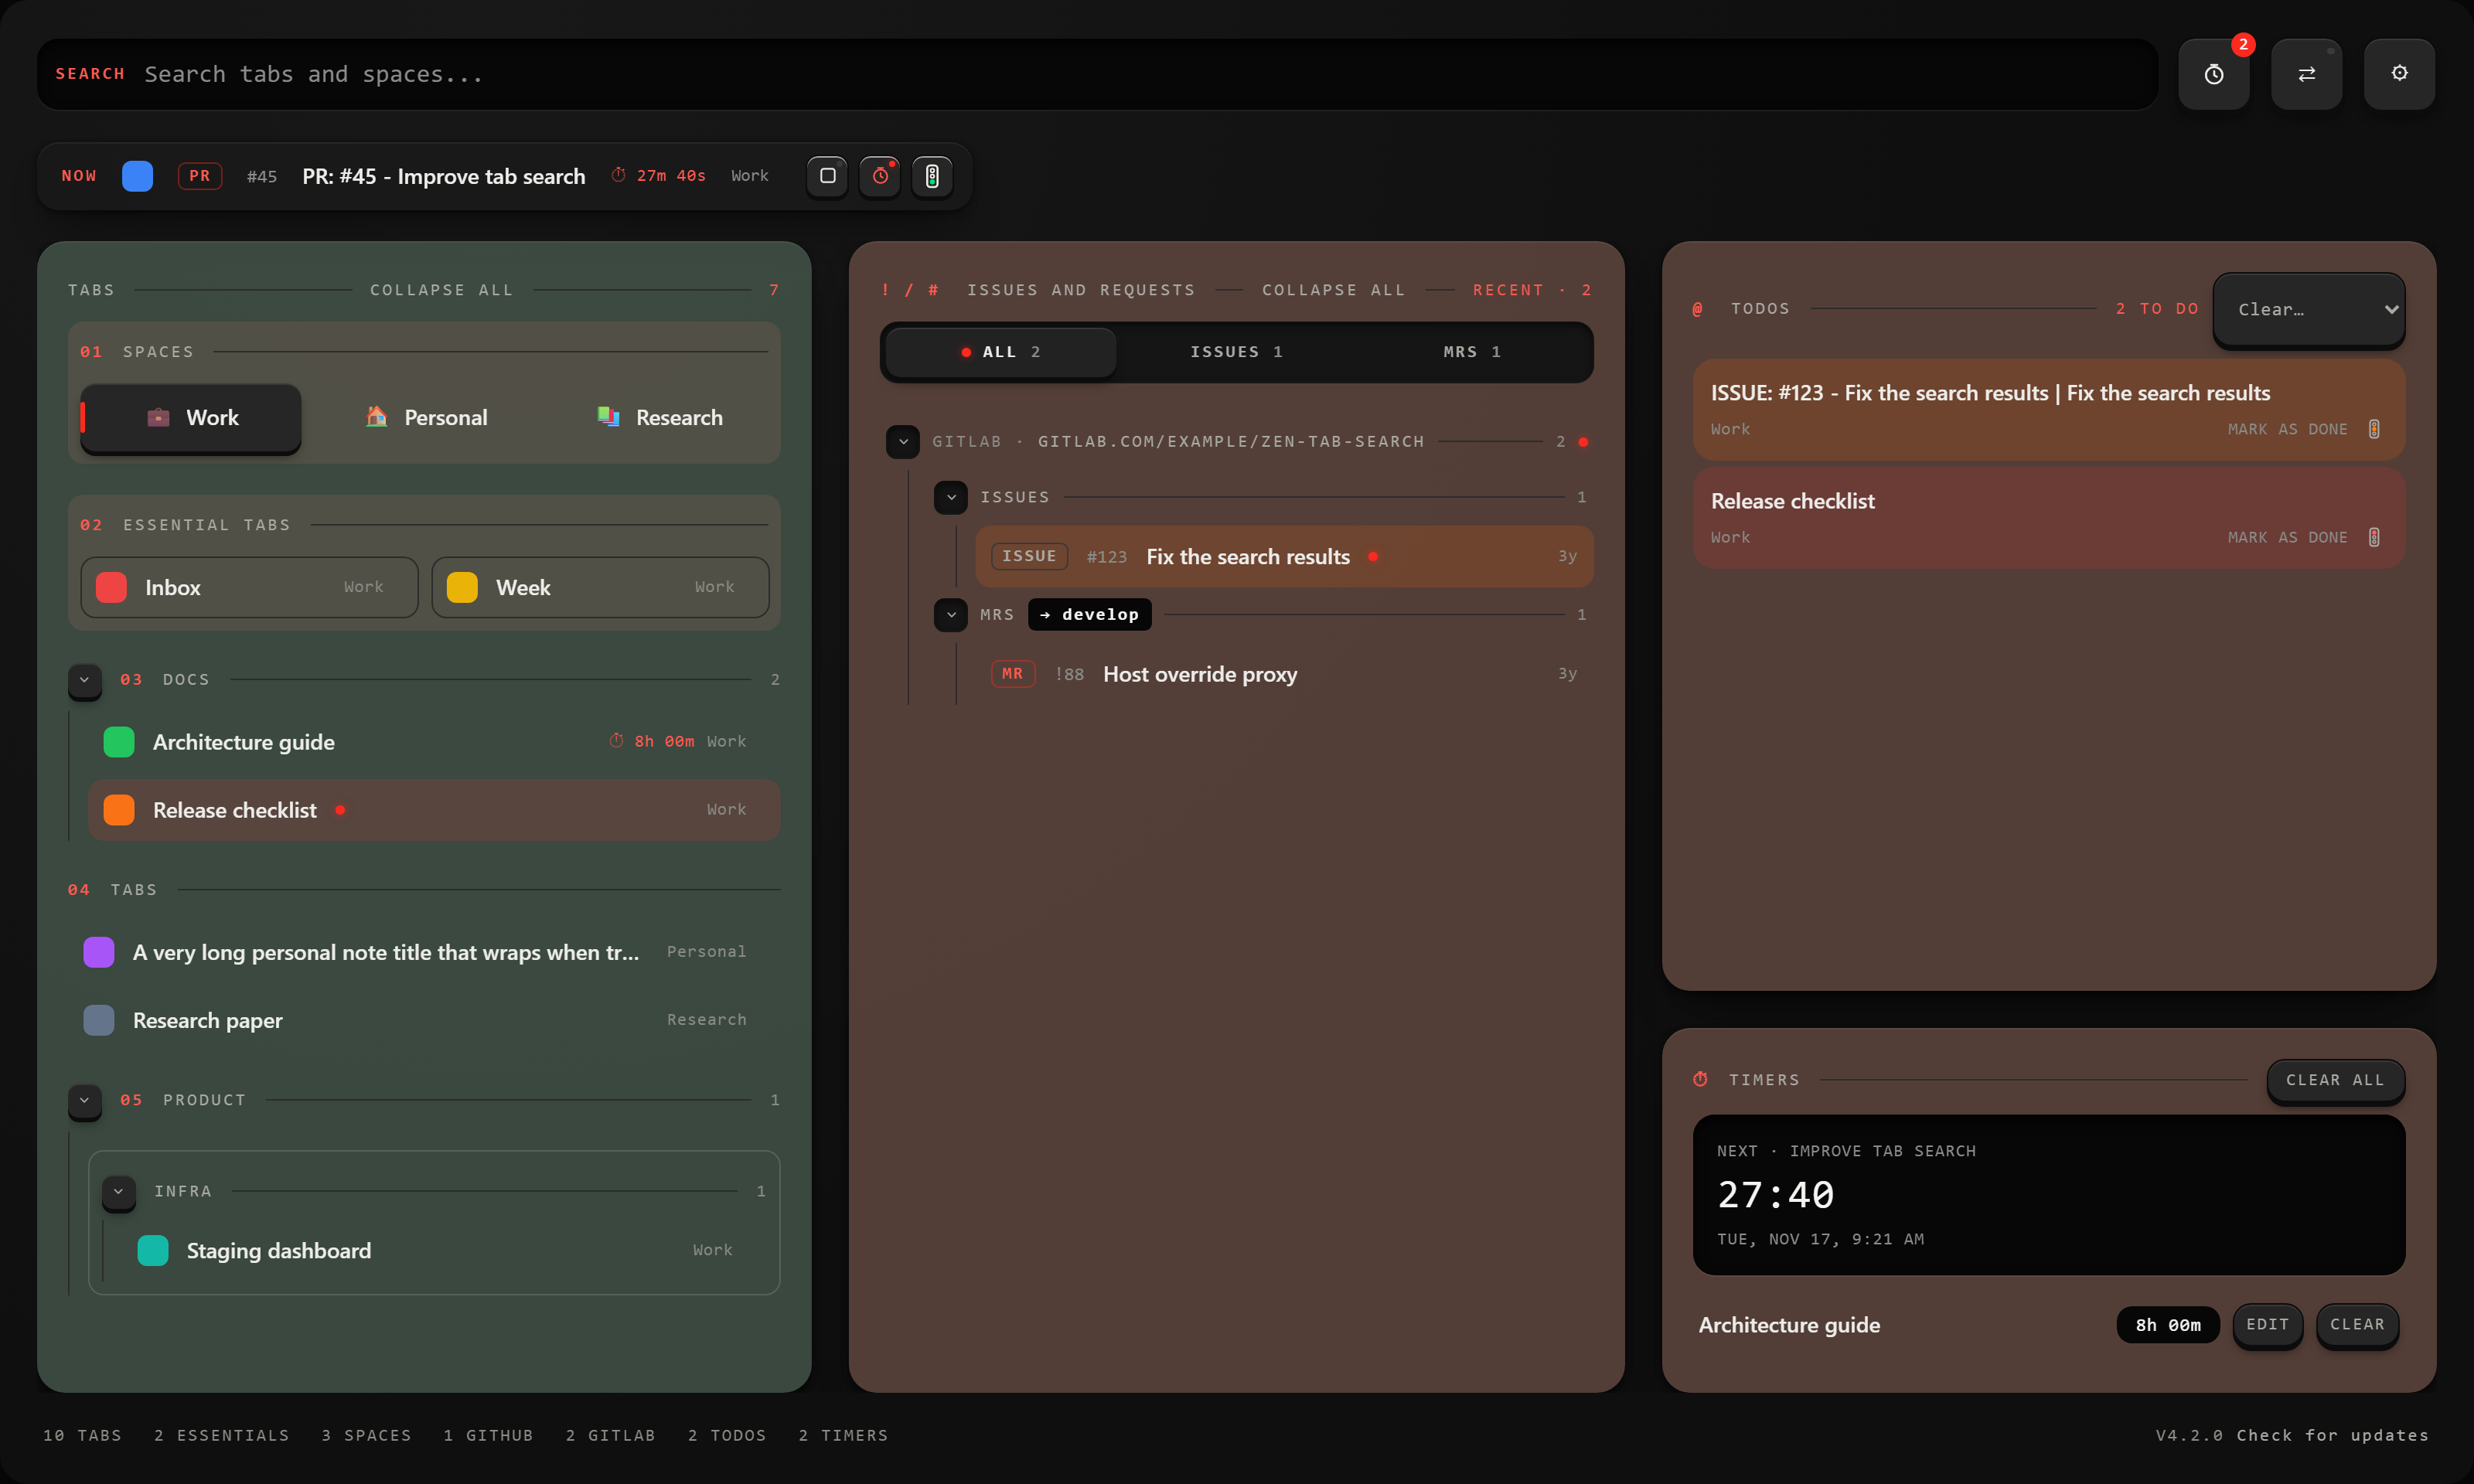 SEARCH Search tabs and spaces...
2
NOW PR #45 PR: #45 - Improve tab search 27m 40s Work
TABS COLLAPSE ALL 7
01 SPACES
Work Personal Research
02 ESSENTIAL TABS
Inbox Work Week Work
03 DOCS 2
Architecture guide 8h 00m Work
Release checklist Work
04 TABS
A very long personal note title that wraps when tr... Personal
Research paper Research
05 PRODUCT 1
INFRA 1
Staging dashboard Work
! / # ISSUES AND REQUESTS COLLAPSE ALL RECENT · 2
ALL 2 ISSUES 1 MRS 1
GITLAB · GITLAB.COM/EXAMPLE/ZEN-TAB-SEARCH 2
ISSUES 1
ISSUE #123 Fix the search results 3y
MRS → develop 1
MR !88 Host override proxy 3y
@ TODOS 2 TO DO Clear…
ISSUE: #123 - Fix the search results | Fix the search results
Work MARK AS DONE
Release checklist
Work MARK AS DONE
TIMERS CLEAR ALL
NEXT · IMPROVE TAB SEARCH
27:40
TUE, NOV 17, 9:21 AM
Architecture guide 8h 00m EDIT CLEAR
10 TABS 2 ESSENTIALS 3 SPACES 1 GITHUB 2 GITLAB 2 TODOS 2 TIMERS V4.2.0 Check for updates